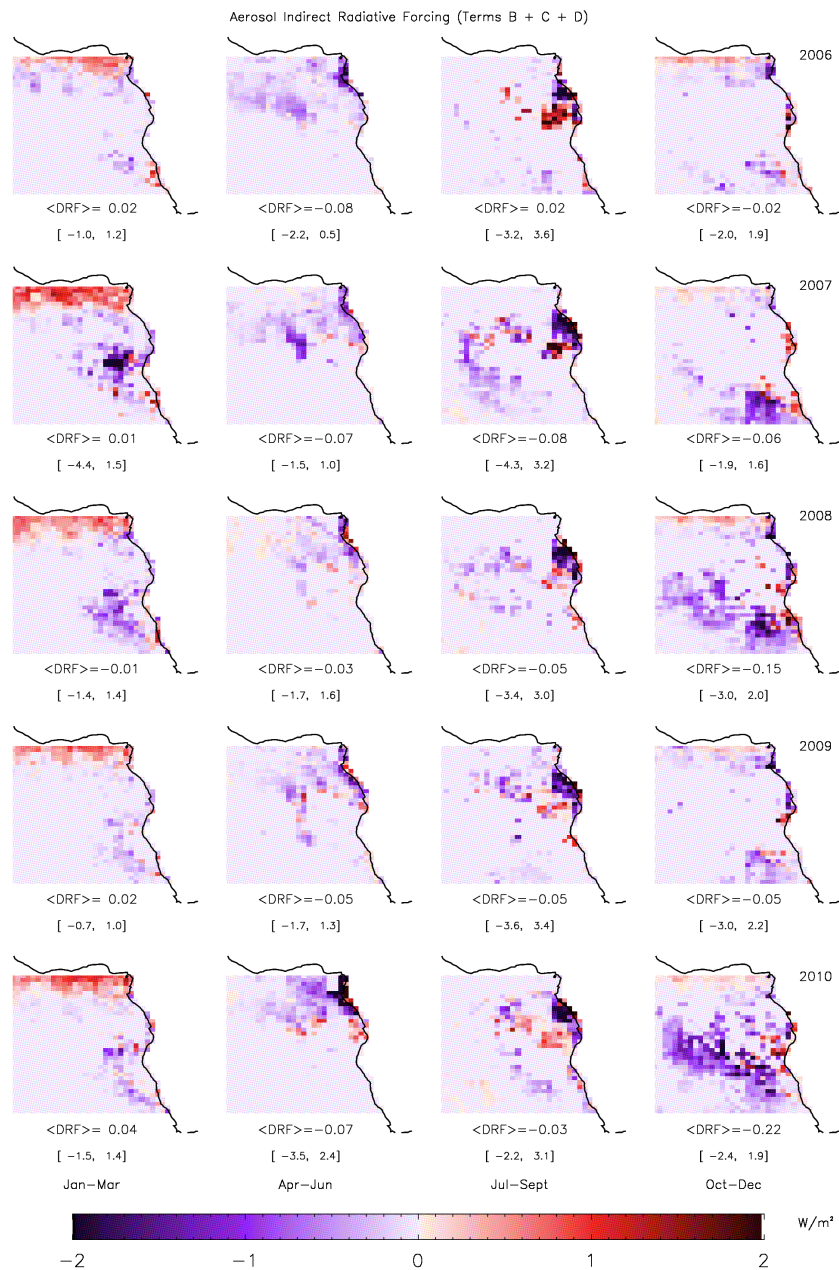 Aerosol Indirect Radiative Forcing (Terms B + C + D)
2006
<DRF>= 0.02 <DRF>=−0.08 <DRF>= 0.02 <DRF>=−0.02
[ −1.0, 1.2] [ −2.2, 0.5] [ −3.2, 3.6] [ −2.0, 1.9]
2007
<DRF>= 0.01 <DRF>=−0.07 <DRF>=−0.08 <DRF>=−0.06
[ −4.4, 1.5] [ −1.5, 1.0] [ −4.3, 3.2] [ −1.9, 1.6]
2008
<DRF>=−0.01 <DRF>=−0.03 <DRF>=−0.05 <DRF>=−0.15
[ −1.4, 1.4] [ −1.7, 1.6] [ −3.4, 3.0] [ −3.0, 2.0]
2009
<DRF>= 0.02 <DRF>=−0.05 <DRF>=−0.05 <DRF>=−0.05
[ −0.7, 1.0] [ −1.7, 1.3] [ −3.6, 3.4] [ −3.0, 2.2]
2010
<DRF>= 0.04 <DRF>=−0.07 <DRF>=−0.03 <DRF>=−0.22
[ −1.5, 1.4] [ −3.5, 2.4] [ −2.2, 3.1] [ −2.4, 1.9]
Jan−Mar Apr−Jun Jul−Sept Oct−Dec
W/m²
−2 −1 0 1 2